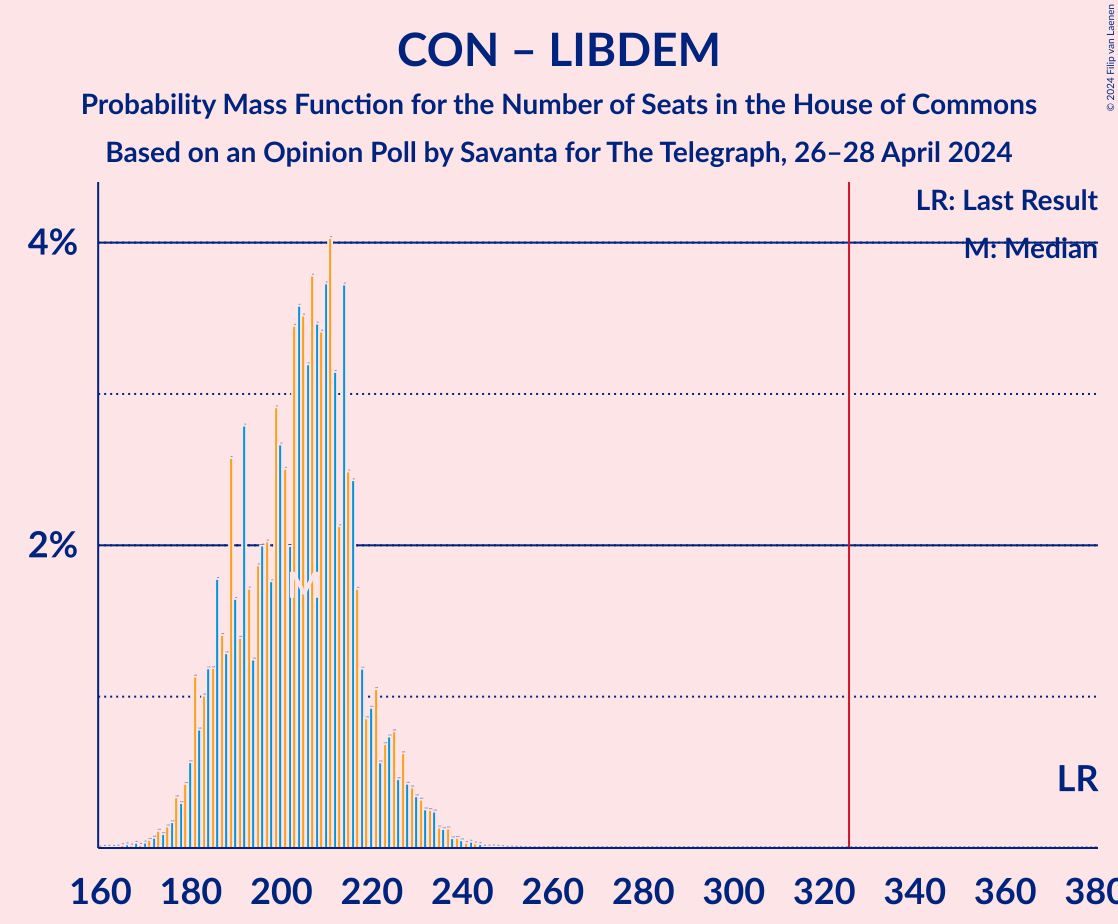 CON – LIBDEM
Probability Mass Function for the Number of Seats in the House of Commons
Based on an Opinion Poll by Savanta for The Telegraph, 26–28 April 2024
© 2024 Filip van Laenen
LR: Last Result
4%
M: Median
2%
M
LR
160 180 200 220 240 260 280 300 320 340 360 380